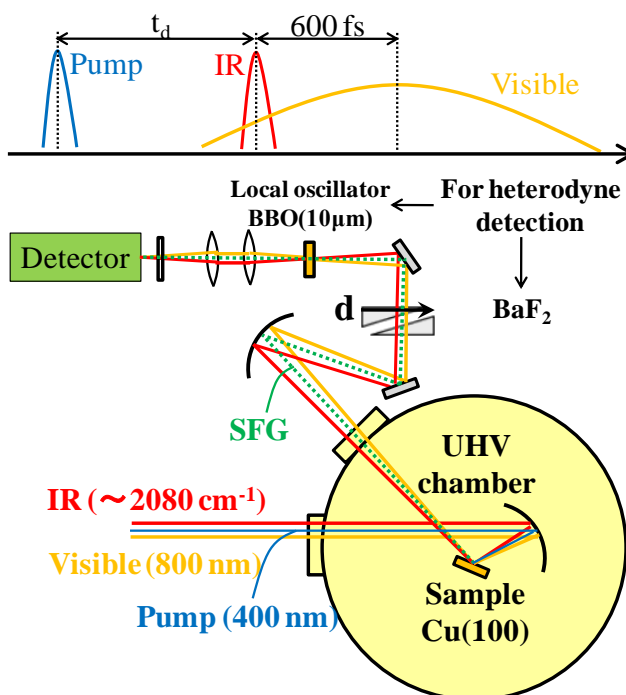 t_d
600 fs
Pump
IR
Visible
Local oscillator
BBO(10μm)
For heterodyne
detection
Detector
BaF₂
d
SFG
UHV
chamber
IR (～2080 cm⁻¹)
Visible (800 nm)
Pump (400 nm)
Sample
Cu(100)